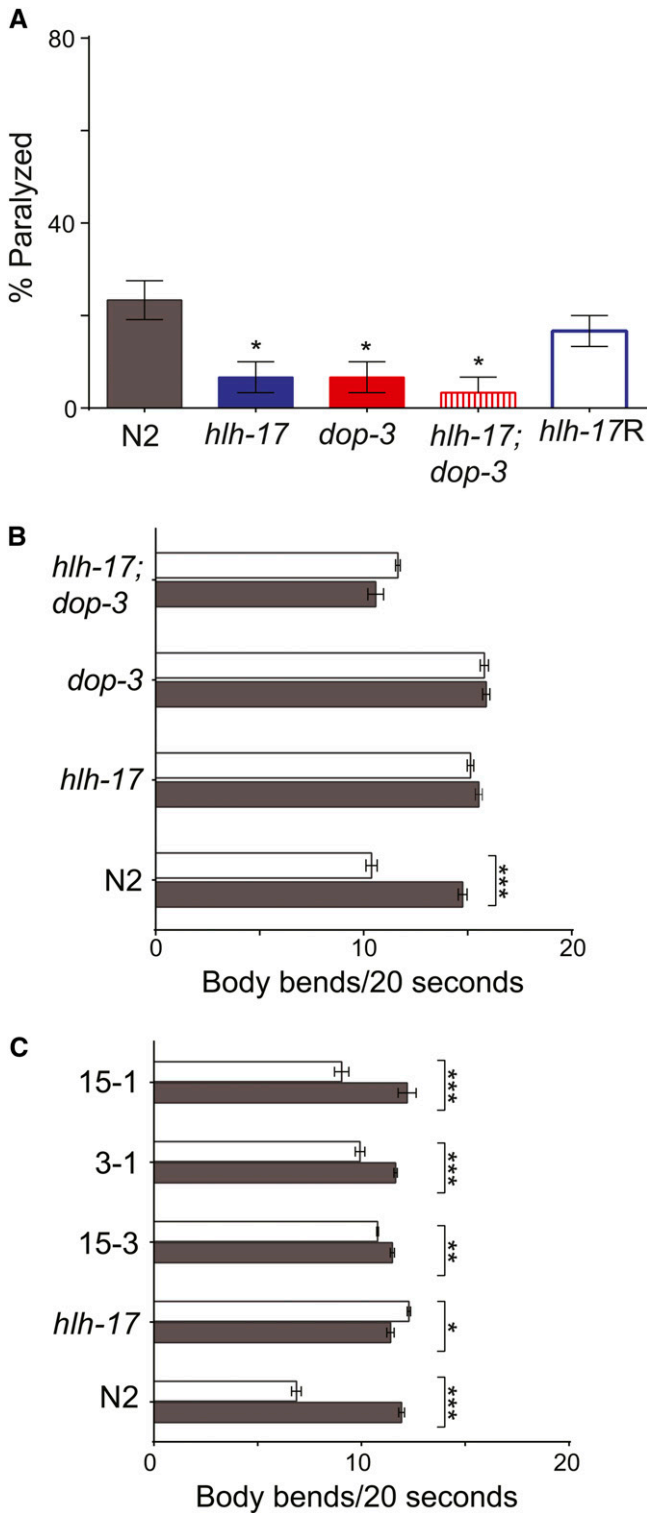 A
80
40
0
% Paralyzed
* * *
N2 hlh-17 dop-3 hlh-17; dop-3 hlh-17R
B
hlh-17;
dop-3
dop-3
hlh-17
N2
***
0 10 20
Body bends/20 seconds
C
15-1
***
3-1
***
15-3
**
hlh-17
*
N2
***
0 10 20
Body bends/20 seconds